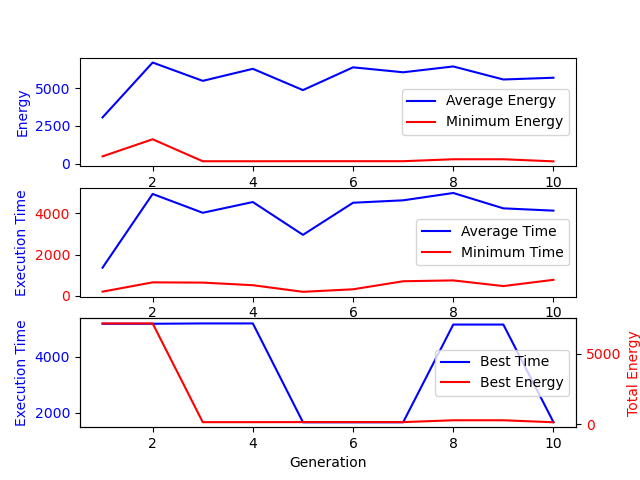 Energy
5000
2500
0
Average Energy
Minimum Energy
2 4 6 8 10
Execution Time
4000
2000
0
Average Time
Minimum Time
2 4 6 8 10
Execution Time
4000
2000
Best Time
Best Energy
5000
0
Total Energy
2 4 6 8 10
Generation